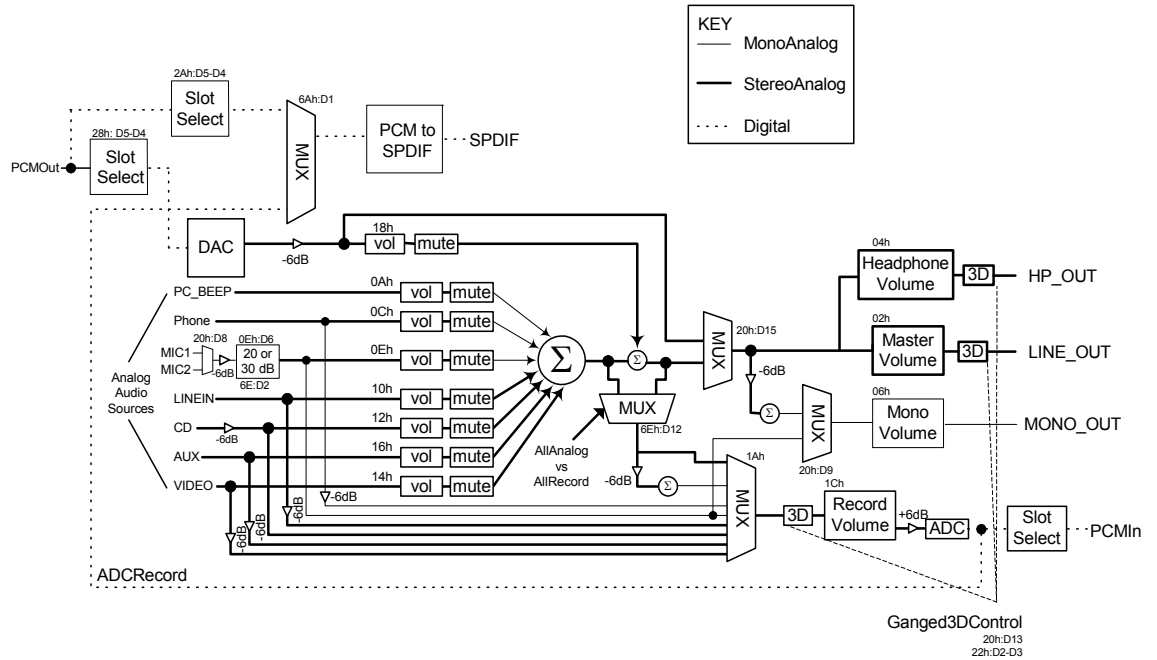 KEY
MonoAnalog
StereoAnalog
Digital
2Ah:D5-D4
Slot
Select
6Ah:D1
MUX
PCM to
SPDIF
SPDIF
28h: D5-D4
Slot
Select
PCMOut
DAC
-6dB
18h
vol
mute
PC_BEEP
0Ah
vol
mute
Phone
0Ch
vol
mute
20h:D8
0Eh:D6
MIC1
MIC2
-6dB
20 or
30 dB
6E:D2
0Eh
vol
mute
Analog
Audio
Sources
LINEIN
10h
vol
mute
CD
-6dB
12h
vol
mute
AUX
16h
vol
mute
VIDEO
14h
vol
mute
Σ
Σ
MUX
6Eh:D12
AllAnalog
vs
AllRecord
MUX
20h:D15
-6dB
Σ
04h
Headphone
Volume
3D
HP_OUT
02h
Master
Volume
3D
LINE_OUT
MUX
20h:D9
06h
Mono
Volume
MONO_OUT
-6dB
Σ
-6dB
-6dB
-6dB
-6dB
1Ah
MUX
3D
1Ch
Record
Volume
+6dB
ADC
Slot
Select
PCMIn
ADCRecord
Ganged3DControl
20h:D13
22h:D2-D3